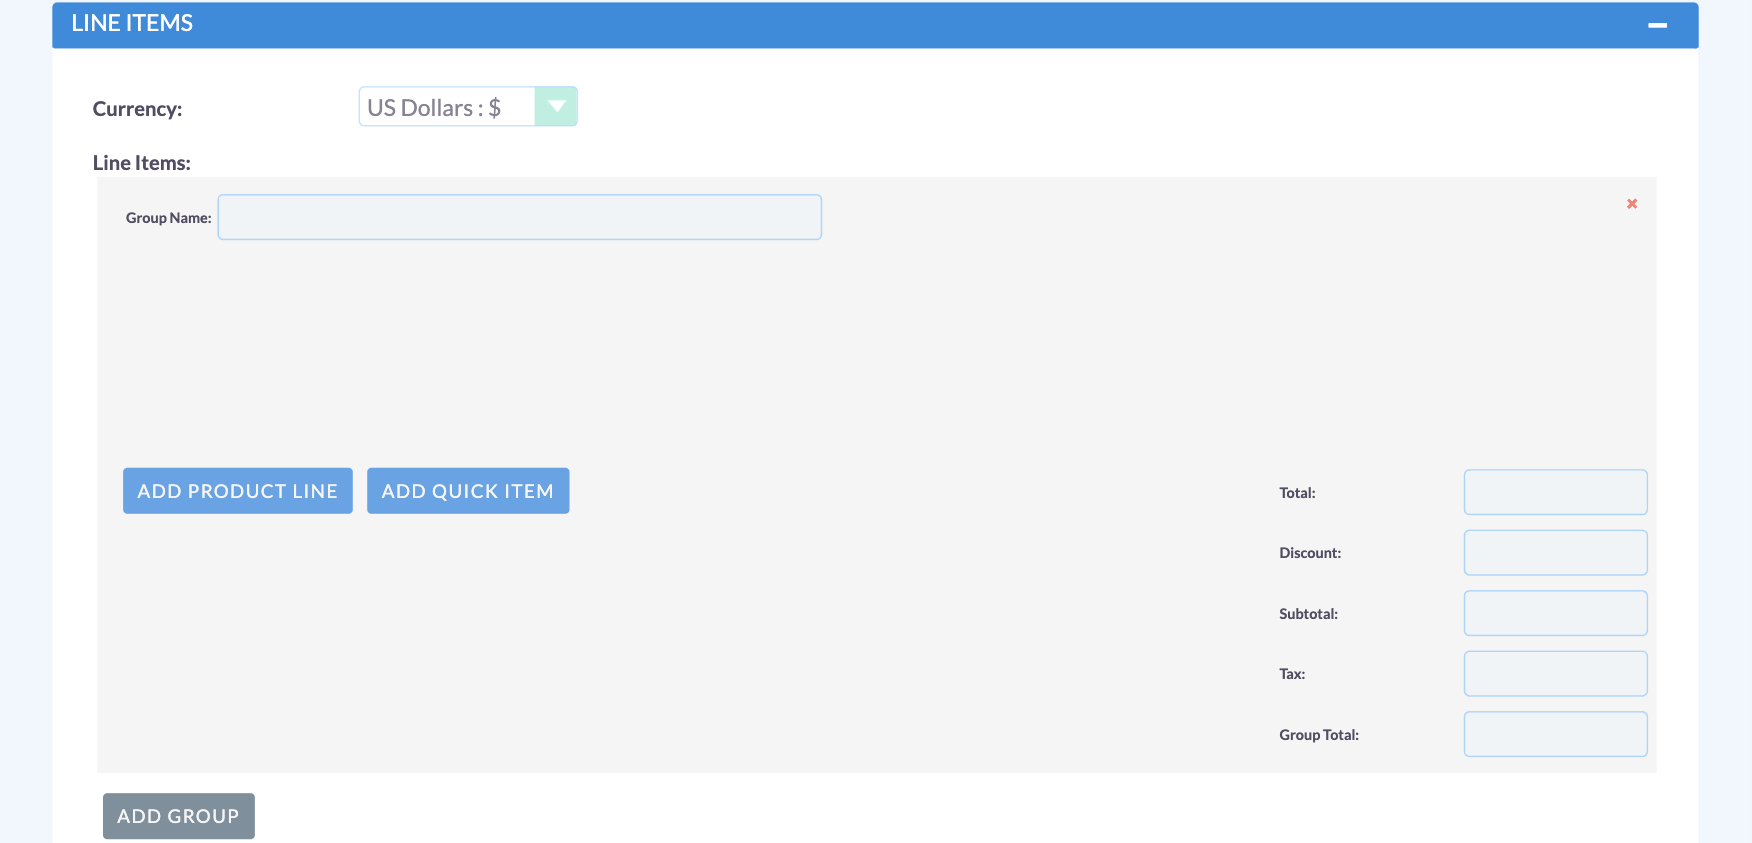 LINE ITEMS
Currency: US Dollars : $
Line Items:
Group Name:
ADD PRODUCT LINE ADD QUICK ITEM
Total:
Discount:
Subtotal:
Tax:
Group Total:
ADD GROUP